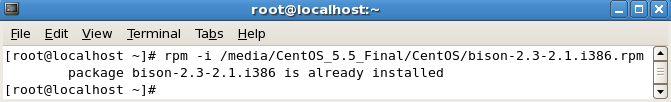 root@localhost:~
File Edit View Terminal Tabs Help
[root@localhost ~]# rpm -i /media/CentOS_5.5_Final/CentOS/bison-2.3-2.1.i386.rpm
        package bison-2.3-2.1.i386 is already installed
[root@localhost ~]#